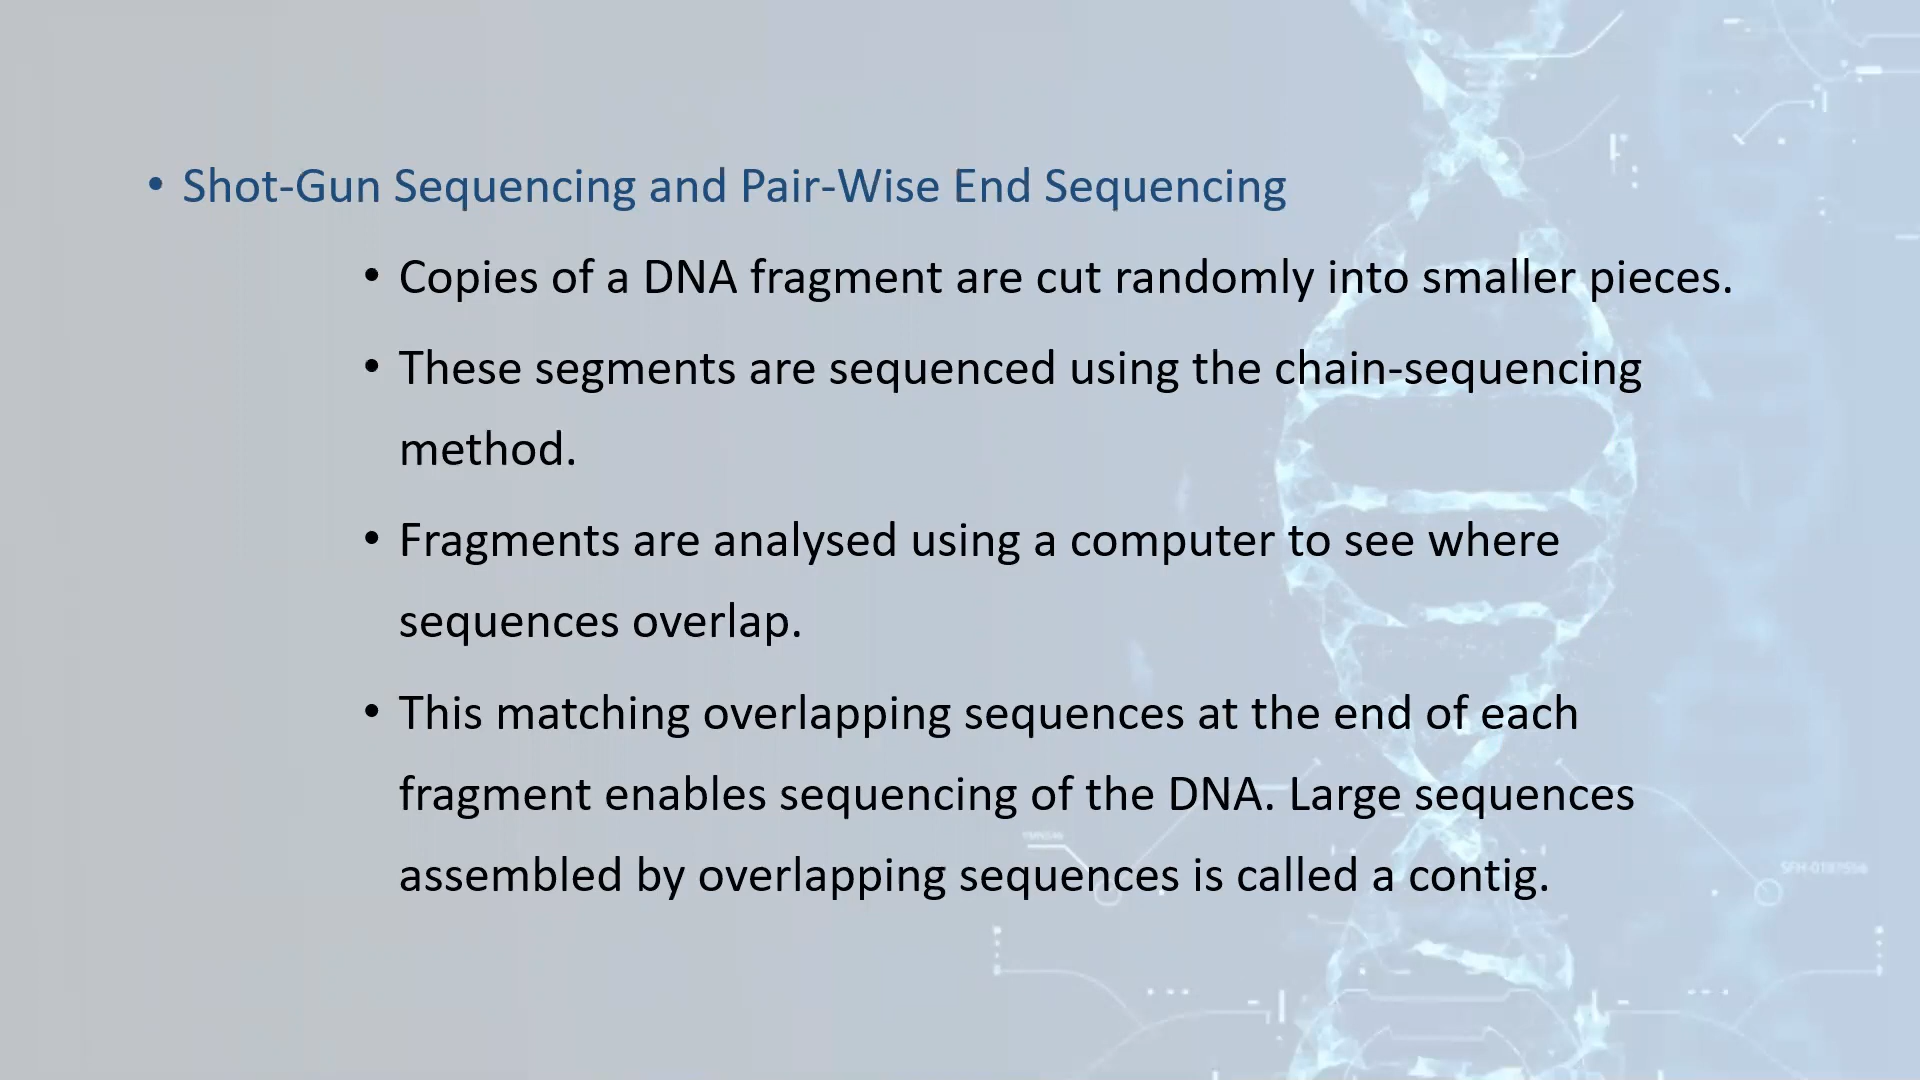 • Shot-Gun Sequencing and Pair-Wise End Sequencing
• Copies of a DNA fragment are cut randomly into smaller pieces.
• These segments are sequenced using the chain-sequencing
method.
• Fragments are analysed using a computer to see where
sequences overlap.
• This matching overlapping sequences at the end of each
fragment enables sequencing of the DNA. Large sequences
assembled by overlapping sequences is called a contig.